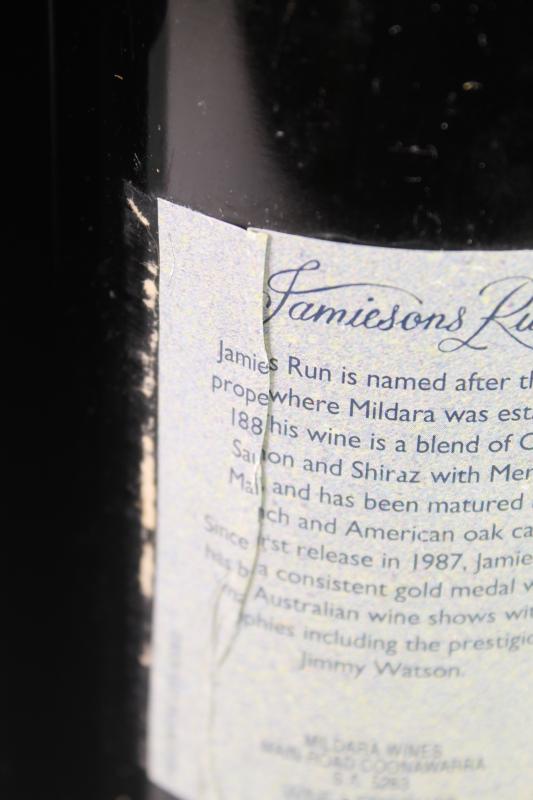 Jamiesons Ru
Jamies Run is named after th
propewhere Mildara was esta
188 his wine is a blend of C
Sa on and Shiraz with Mer
Mal and has been matured
ch and American oak ca
Since rst release in 1987, Jamie
has b a consistent gold medal w
Australian wine shows wit
phies including the prestigio
Jimmy Watson.
MILDARA WINES
MAIN ROAD COONAWARRA
S.A. 5263